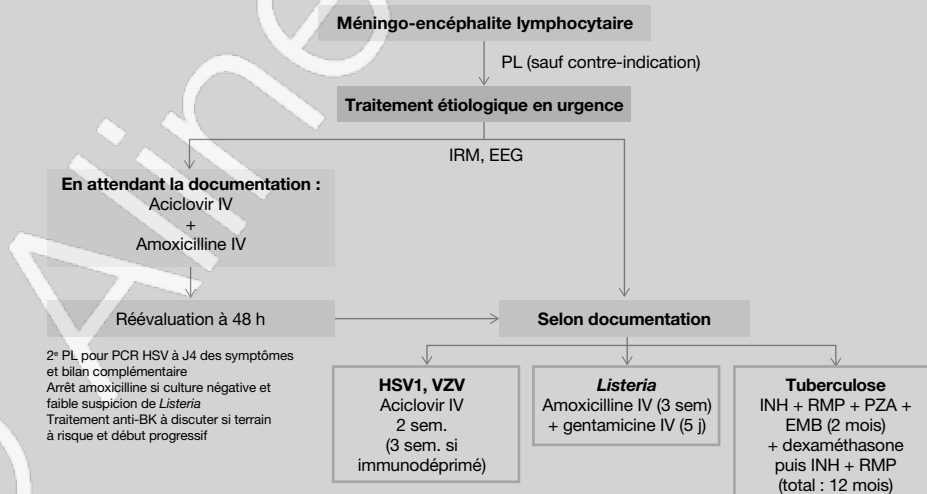 Méningo-encéphalite lymphocytaire
PL (sauf contre-indication)
Traitement étiologique en urgence
IRM, EEG
En attendant la documentation :
Aciclovir IV
+
Amoxicilline IV
Réévaluation à 48 h
Selon documentation
2e PL pour PCR HSV à J4 des symptômes
et bilan complémentaire
Arrêt amoxicilline si culture négative et
faible suspicion de Listeria
Traitement anti-BK à discuter si terrain
à risque et début progressif
HSV1, VZV
Aciclovir IV
2 sem.
(3 sem. si
immunodéprimé)
Listeria
Amoxicilline IV (3 sem)
+ gentamicine IV (5 j)
Tuberculose
INH + RMP + PZA +
EMB (2 mois)
+ dexaméthasone
puis INH + RMP
(total : 12 mois)
Aline